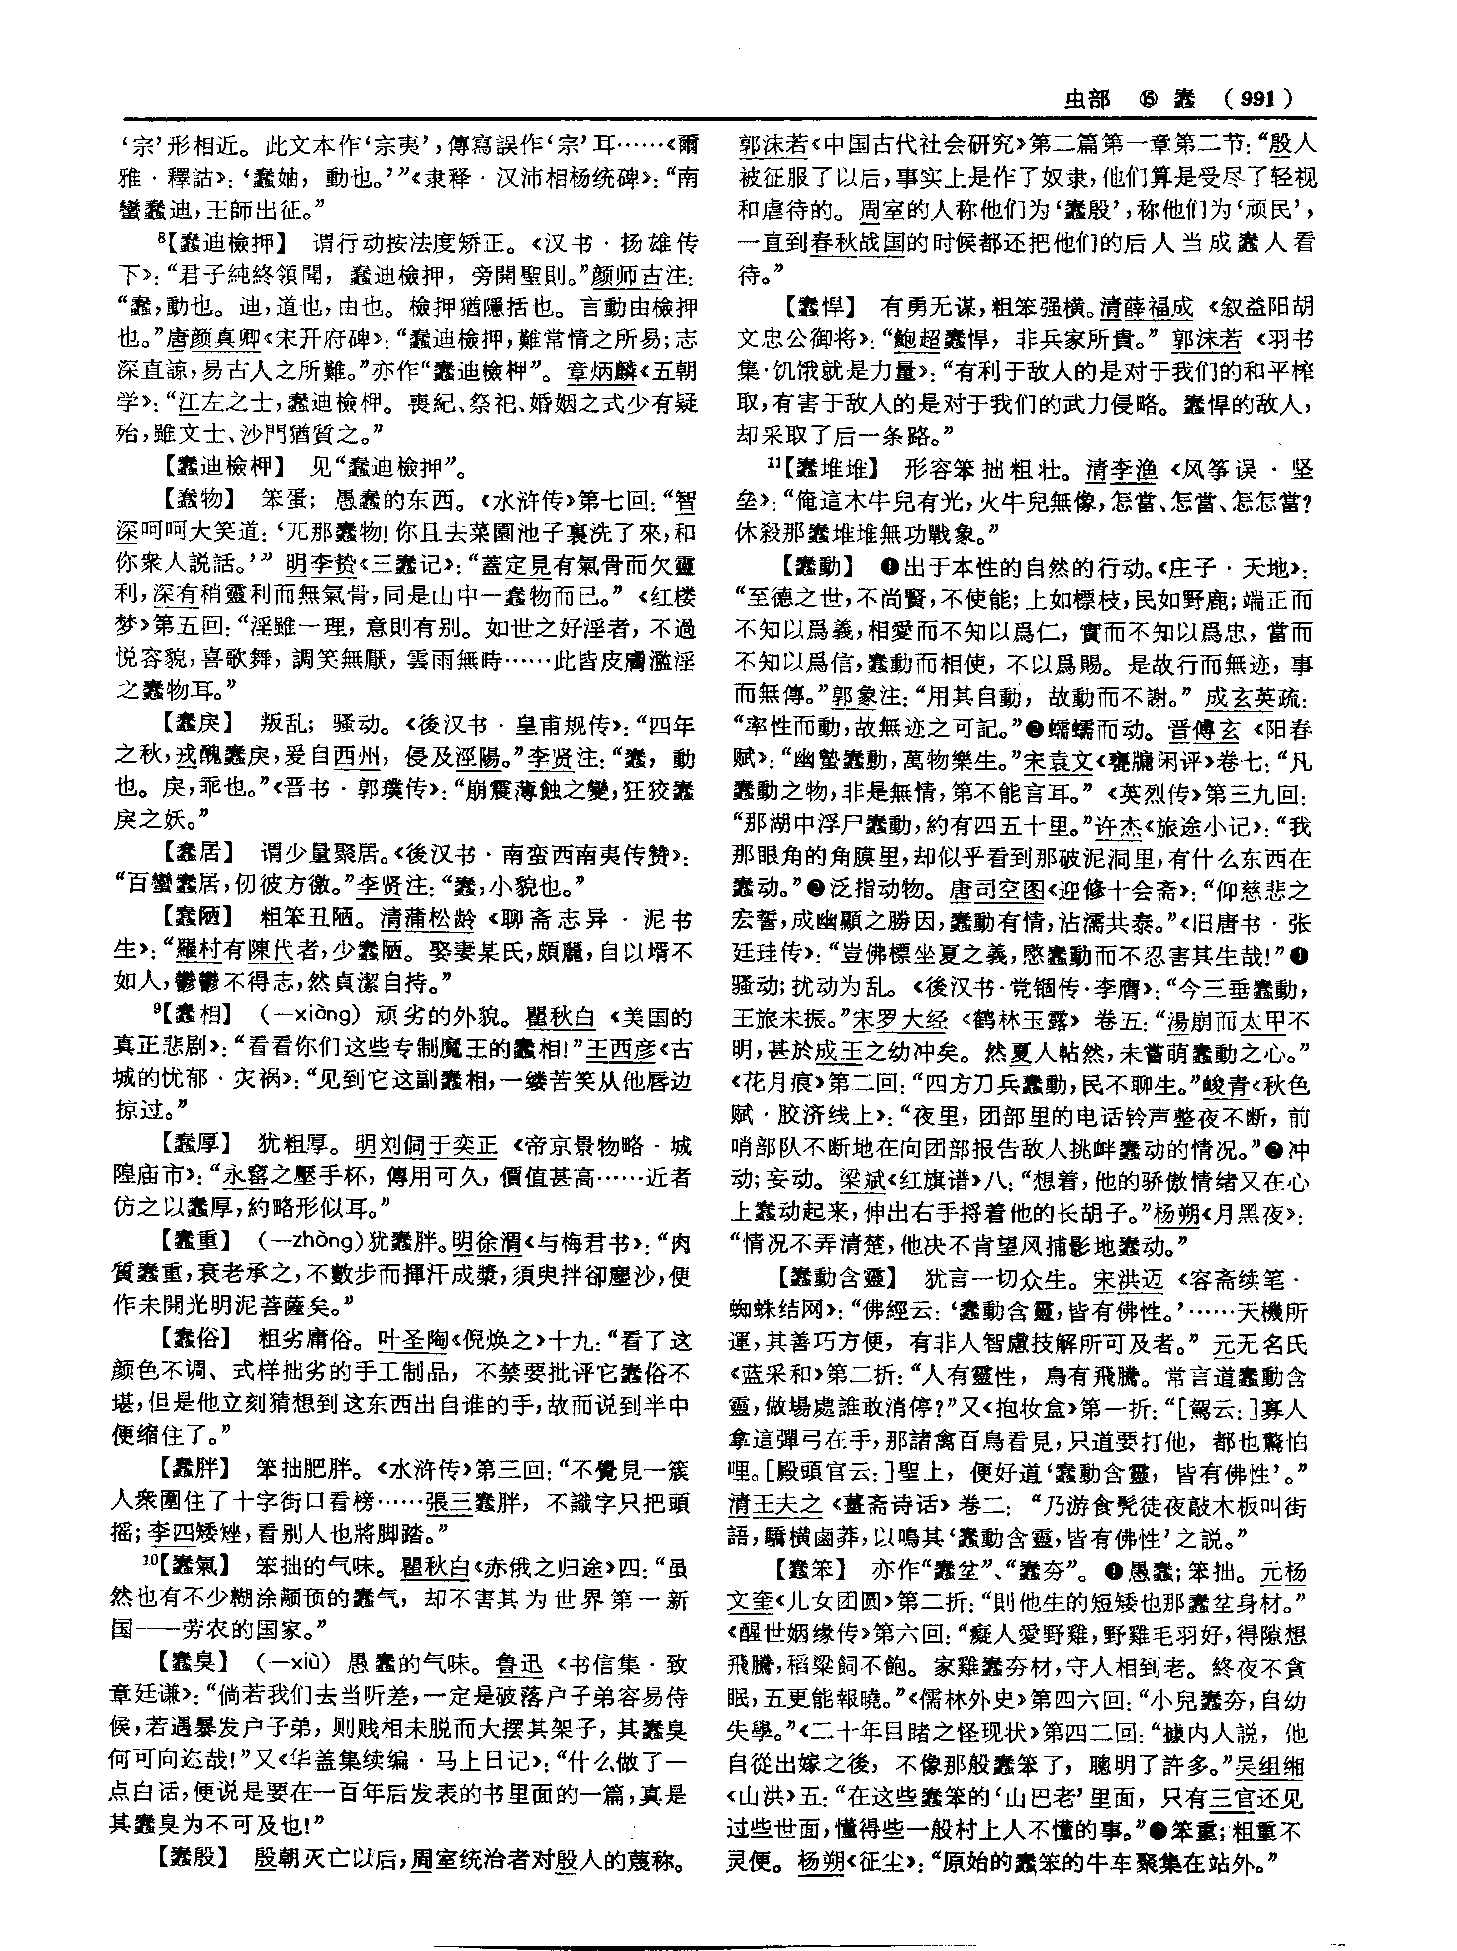 虫部 ⑮ 蠢 （991）
‘宗’形相近。此文本作‘宗夷’，傳寫誤作‘宗’耳……《爾
雅·釋詁》：‘蠢妯，動也。’”《隶释·汉沛相杨统碑》：“南
蠻蠢迪，王師出征。”
⁸【蠢迪檢押】 谓行动按法度矫正。《汉书·扬雄传
下》：“君子純終領聞，蠢迪檢押，旁開聖則。”颜师古注：
“蠢，動也。迪，道也，由也。檢押猶隱括也。言動由檢押
也。”唐颜真卿《宋开府碑》：“蠢迪檢押，難常情之所易；志
深直諒，易古人之所難。”亦作“蠢迪檢柙”。章炳麟《五朝
学》：“江左之士，蠢迪檢柙。喪紀、祭祀、婚姻之式少有疑
殆，雖文士、沙門猶質之。”
【蠢迪檢柙】 见“蠢迪檢押”。
【蠢物】 笨蛋；愚蠢的东西。《水浒传》第七回：“智
深呵呵大笑道：‘兀那蠢物！你且去菜園池子裏洗了來，和
你衆人説話。’” 明李贽《三蠢记》：“蓋定見有氣骨而欠靈
利，深有稍靈利而無氣骨，同是山中一蠢物而已。”《红楼
梦》第五回：“淫雖一理，意則有别。如世之好淫者，不過
悦容貌，喜歌舞，調笑無厭，雲雨無時……此皆皮膚濫淫
之蠢物耳。”
【蠢戾】 叛乱；骚动。《後汉书·皇甫规传》：“四年
之秋，戎醜蠢戾，爰自西州，侵及涇陽。”李贤注：“蠢，動
也。戾，乖也。”《晋书·郭璞传》：“崩震薄蝕之變，狂狡蠢
戾之妖。”
【蠢居】 谓少量聚居。《後汉书·南蛮西南夷传赞》：
“百蠻蠢居，仞彼方徼。”李贤注：“蠢，小貌也。”
【蠢陋】 粗笨丑陋。清蒲松龄《聊斋志异·泥书
生》：“羅村有陳代者，少蠢陋。娶妻某氏，頗麗，自以壻不
如人，鬱鬱不得志，然貞潔自持。”
⁹【蠢相】（—xiàng）顽劣的外貌。瞿秋白《美国的
真正悲剧》：“看看你们这些专制魔王的蠢相！”王西彦《古
城的忧郁·灾祸》：“见到它这副蠢相，一缕苦笑从他唇边
掠过。”
【蠢厚】 犹粗厚。明刘侗于奕正《帝京景物略·城
隍庙市》：“永窑之壓手杯，傳用可久，價值甚高……近者
仿之以蠢厚，約略形似耳。”
【蠢重】（—zhòng）犹蠢胖。明徐渭《与梅君书》：“肉
質蠢重，衰老承之，不數步而揮汗成漿，須臾拌卻塵沙，便
作未開光明泥菩薩矣。”
【蠢俗】 粗劣庸俗。叶圣陶《倪焕之》十九：“看了这
颜色不调、式样拙劣的手工制品，不禁要批评它蠢俗不
堪，但是他立刻猜想到这东西出自谁的手，故而说到半中
便缩住了。”
【蠢胖】 笨拙肥胖。《水浒传》第三回：“不覺見一簇
人衆圍住了十字街口看榜……張三蠢胖，不識字只把頭
摇；李四矮矬，看别人也將脚踏。”
¹⁰【蠢氣】 笨拙的气味。瞿秋白《赤俄之归途》四：“虽
然也有不少糊涂颟顸的蠢气，却不害其为世界第一新
国——劳农的国家。”
【蠢臭】（—xiù）愚蠢的气味。鲁迅《书信集·致
章廷谦》：“倘若我们去当听差，一定是破落户子弟容易侍
候，若遇暴发户子弟，则贱相未脱而大摆其架子，其蠢臭
何可向迩哉！”又《华盖集续编·马上日记》：“什么做了一
点白话，便说是要在一百年后发表的书里面的一篇，真是
其蠢臭为不可及也！”
【蠢殷】 殷朝灭亡以后，周室统治者对殷人的蔑称。
郭沫若《中国古代社会研究》第二篇第一章第二节：“殷人
被征服了以后，事实上是作了奴隶，他们算是受尽了轻视
和虐待的。周室的人称他们为‘蠢殷’，称他们为‘顽民’，
一直到春秋战国的时候都还把他们的后人当成蠢人看
待。”
【蠢悍】 有勇无谋，粗笨强横。清薛福成《叙益阳胡
文忠公御将》：“鮑超蠢悍，非兵家所貴。”郭沫若《羽书
集·饥饿就是力量》：“有利于敌人的是对于我们的和平榨
取，有害于敌人的是对于我们的武力侵略。蠢悍的敌人，
却采取了后一条路。”
¹¹【蠢堆堆】 形容笨拙粗壮。清李渔《风筝误·坚
垒》：“俺這木牛兒有光，火牛兒無像，怎當、怎當、怎怎當？
休殺那蠢堆堆無功戰象。”
【蠢動】 ❶出于本性的自然的行动。《庄子·天地》：
“至德之世，不尚賢，不使能；上如標枝，民如野鹿；端正而
不知以爲義，相愛而不知以爲仁，實而不知以爲忠，當而
不知以爲信，蠢動而相使，不以爲賜。是故行而無迹，事
而無傳。”郭象注：“用其自動，故動而不謝。”成玄英疏：
“率性而動，故無迹之可記。”❷蠕蠕而动。晋傅玄《阳春
赋》：“幽蟄蠢動，萬物樂生。”宋袁文《甕牖闲评》卷七：“凡
蠢動之物，非是無情，第不能言耳。”《英烈传》第三九回：
“那湖中浮尸蠢動，約有四五十里。”许杰《旅途小记》：“我
那眼角的角膜里，却似乎看到那破泥洞里，有什么东西在
蠢动。”❸泛指动物。唐司空图《迎修十会斋》：“仰慈悲之
宏誓，成幽顯之勝因，蠢動有情，沾濡共泰。”《旧唐书·张
廷珪传》：“豈佛標坐夏之義，愍蠢動而不忍害其生哉！”❹
骚动；扰动为乱。《後汉书·党锢传·李膺》：“今三垂蠢動，
王旅未振。”宋罗大经《鹤林玉露》卷五：“湯崩而太甲不
明，甚於成王之幼冲矣。然夏人帖然，未嘗萌蠢動之心。”
《花月痕》第二回：“四方刀兵蠢動，民不聊生。”峻青《秋色
赋·胶济线上》：“夜里，团部里的电话铃声整夜不断，前
哨部队不断地在向团部报告敌人挑衅蠢动的情况。”❺冲
动；妄动。梁斌《红旗谱》八：“想着，他的骄傲情绪又在心
上蠢动起来，伸出右手捋着他的长胡子。”杨朔《月黑夜》：
“情况不弄清楚，他决不肯望风捕影地蠢动。”
【蠢動含靈】 犹言一切众生。宋洪迈《容斋续笔·
蜘蛛结网》：“佛經云：‘蠢動含靈，皆有佛性。’……天機所
運，其善巧方便，有非人智慮技解所可及者。”元无名氏
《蓝采和》第二折：“人有靈性，鳥有飛騰。常言道蠢動含
靈，做場處誰敢消停？”又《抱妆盒》第一折：“［駕云：］寡人
拿這彈弓在手，那諸禽百鳥看見，只道要打他，都也驚怕
哩。［殿頭官云：］聖上，便好道‘蠢動含靈，皆有佛性’。”
清王夫之《薑斋诗话》卷二：“乃游食髡徒夜敲木板叫街
語，驕橫鹵莽，以鳴其‘蠢動含靈，皆有佛性’之説。”
【蠢笨】 亦作“蠢坌”、“蠢夯”。❶愚蠢；笨拙。元杨
文奎《儿女团圆》第二折：“則他生的短矮也那蠢坌身材。”
《醒世姻缘传》第六回：“癡人愛野雞，野雞毛羽好，得隙想
飛騰，稻粱飼不飽。家雞蠢夯材，守人相到老。終夜不貪
眠，五更能報曉。”《儒林外史》第四六回：“小兒蠢夯，自幼
失學。”《二十年目睹之怪现状》第四二回：“據内人説，他
自從出嫁之後，不像那般蠢笨了，聰明了許多。”吴组缃
《山洪》五：“在这些蠢笨的‘山巴老’里面，只有三官还见
过些世面，懂得些一般村上人不懂的事。”❷笨重；粗重不
灵便。杨朔《征尘》：“原始的蠢笨的牛车聚集在站外。”